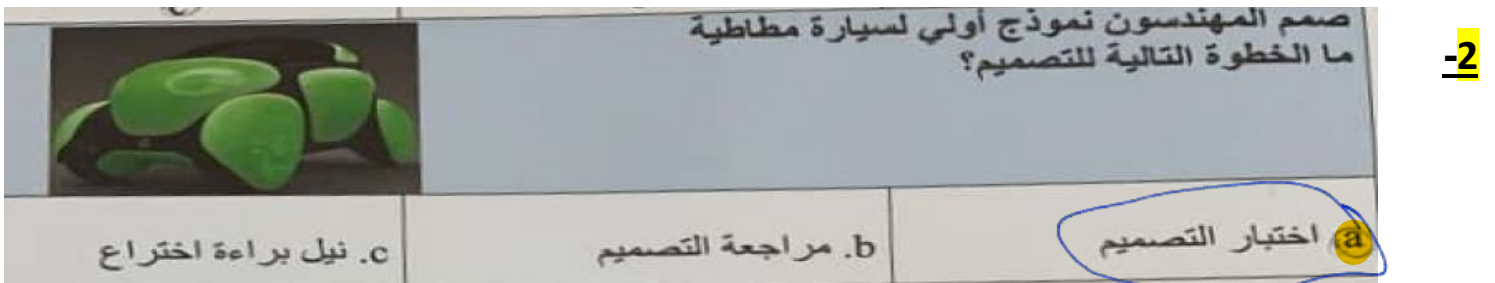 2-
صمم المهندسون نموذج أولي لسيارة مطاطية
ما الخطوة التالية للتصميم؟
a. اختبار التصميم
b. مراجعة التصميم
c. نيل براءة اختراع